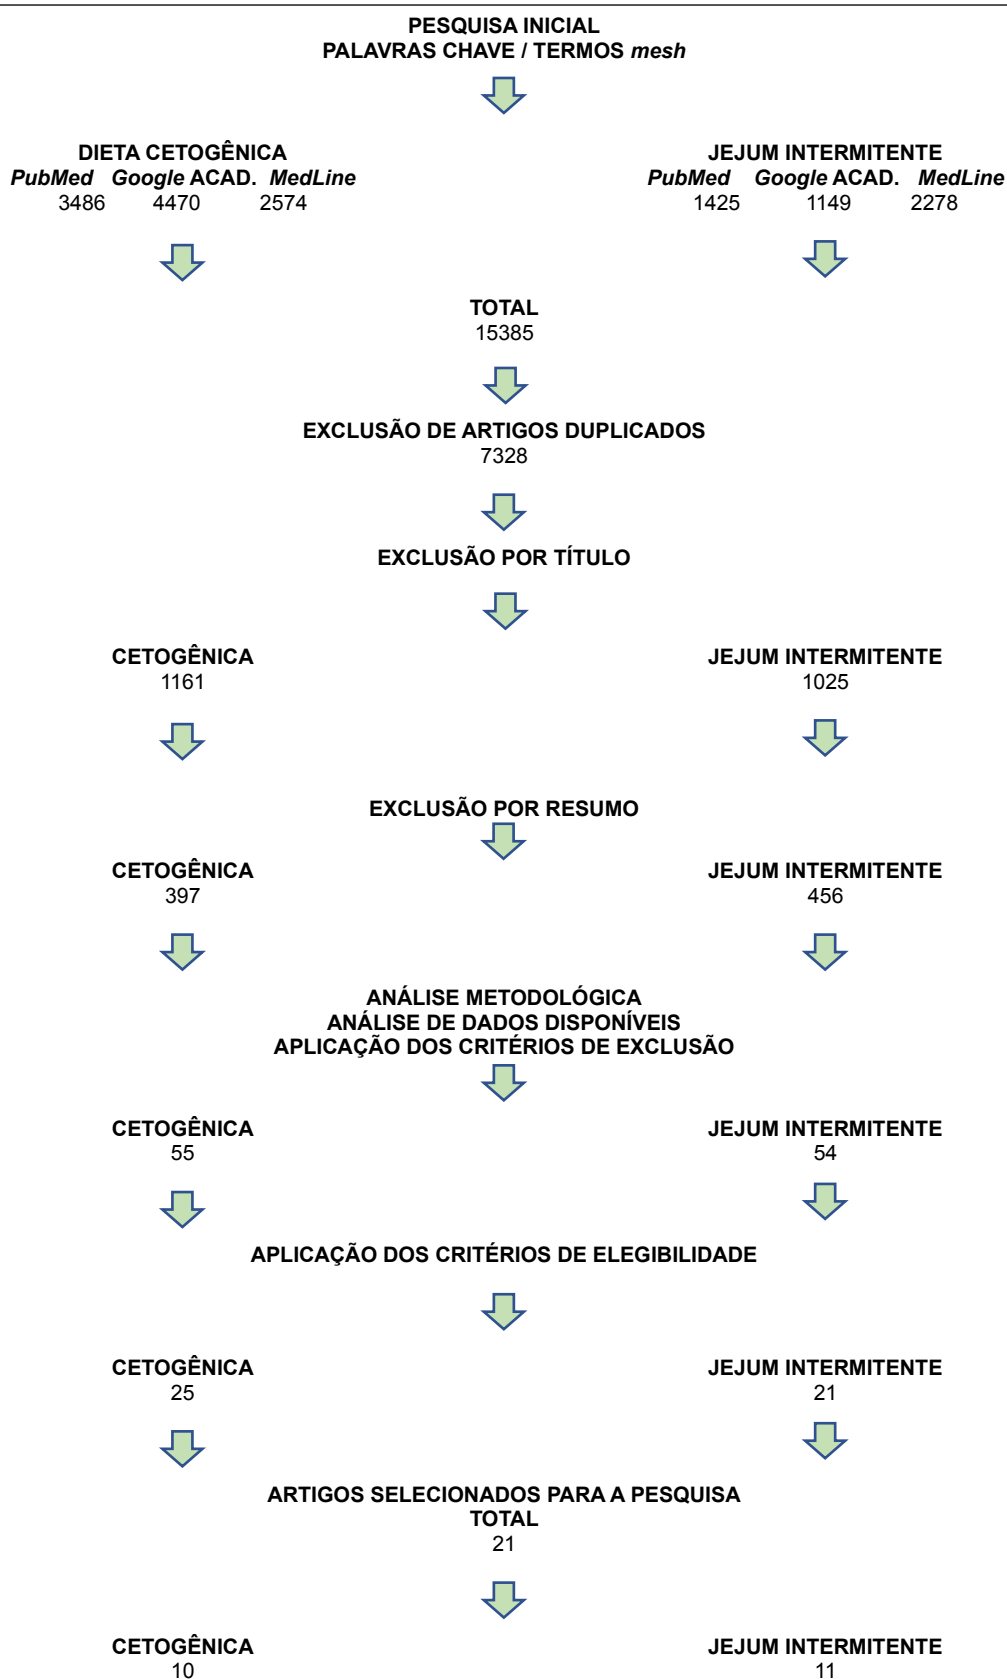 PESQUISA INICIAL
PALAVRAS CHAVE / TERMOS mesh
DIETA CETOGÊNICA
PubMed Google ACAD. MedLine
3486 4470 2574
JEJUM INTERMITENTE
PubMed Google ACAD. MedLine
1425 1149 2278
TOTAL
15385
EXCLUSÃO DE ARTIGOS DUPLICADOS
7328
EXCLUSÃO POR TÍTULO
CETOGÊNICA
1161
JEJUM INTERMITENTE
1025
EXCLUSÃO POR RESUMO
CETOGÊNICA
397
JEJUM INTERMITENTE
456
ANÁLISE METODOLÓGICA
ANÁLISE DE DADOS DISPONÍVEIS
APLICAÇÃO DOS CRITÉRIOS DE EXCLUSÃO
CETOGÊNICA
55
JEJUM INTERMITENTE
54
APLICAÇÃO DOS CRITÉRIOS DE ELEGIBILIDADE
CETOGÊNICA
25
JEJUM INTERMITENTE
21
ARTIGOS SELECIONADOS PARA A PESQUISA
TOTAL
21
CETOGÊNICA
10
JEJUM INTERMITENTE
11